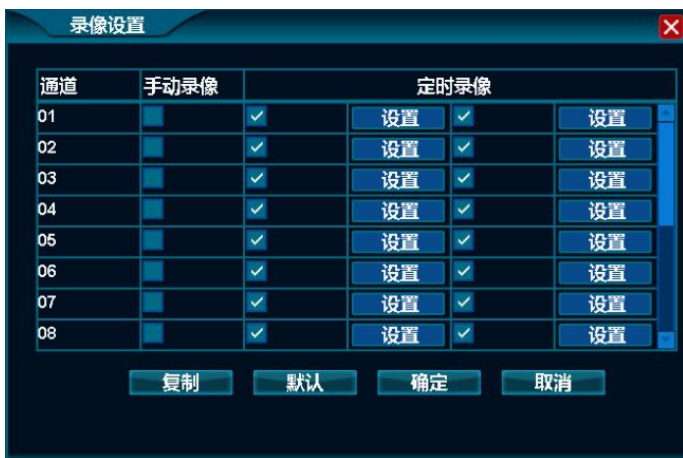 录像设置
通道 手动录像 定时录像
01 设置 设置
02 设置 设置
03 设置 设置
04 设置 设置
05 设置 设置
06 设置 设置
07 设置 设置
08 设置 设置
复制 默认 确定 取消